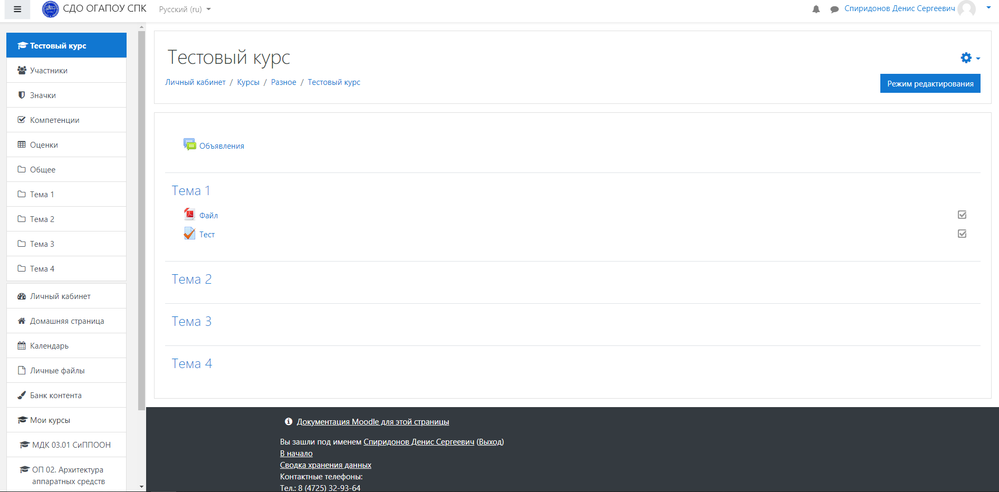 СДО ОГАПОУ СПК
Русский (ru)
Спиридонов Денис Сергеевич
Тестовый курс
Участники
Значки
Компетенции
Оценки
Общее
Тема 1
Тема 2
Тема 3
Тема 4
Личный кабинет
Домашняя страница
Календарь
Личные файлы
Банк контента
Мои курсы
МДК 03.01 СиППООН
ОП 02. Архитектура
аппаратных средств
Тестовый курс
Личный кабинет / Курсы / Разное / Тестовый курс
Режим редактирования
Объявления
Тема 1
Файл
Тест
Тема 2
Тема 3
Тема 4
Документация Moodle для этой страницы
Вы зашли под именем Спиридонов Денис Сергеевич (Выход)
В начало
Сводка хранения данных
Контактные телефоны:
Тел.: 8 (4725) 32-93-64